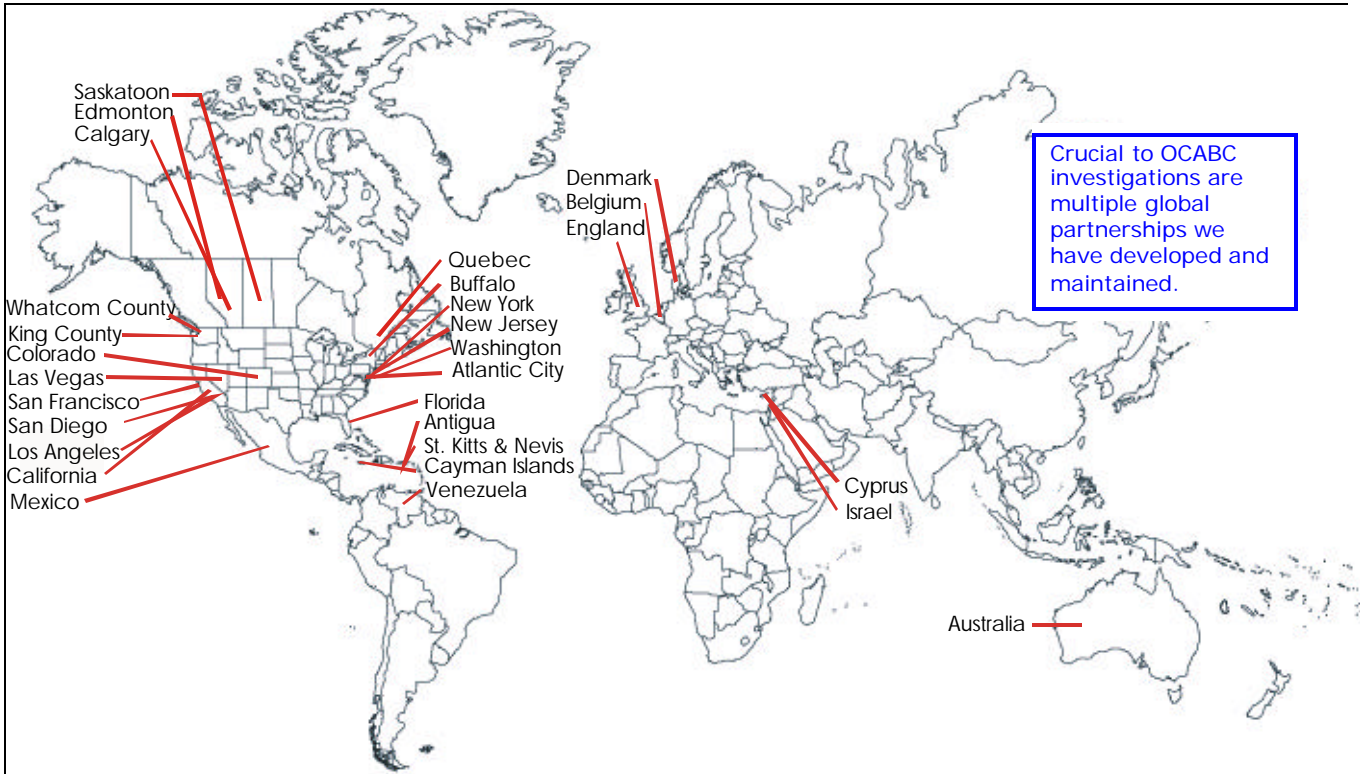 Saskatoon
Edmonton
Calgary
Whatcom County
King County
Colorado
Las Vegas
San Francisco
San Diego
Los Angeles
California
Mexico
Quebec
Buffalo
New York
New Jersey
Washington
Atlantic City
Florida
Antigua
St. Kitts & Nevis
Cayman Islands
Venezuela
Denmark
Belgium
England
Cyprus
Israel
Australia
Crucial to OCABC
investigations are
multiple global
partnerships we
have developed and
maintained.